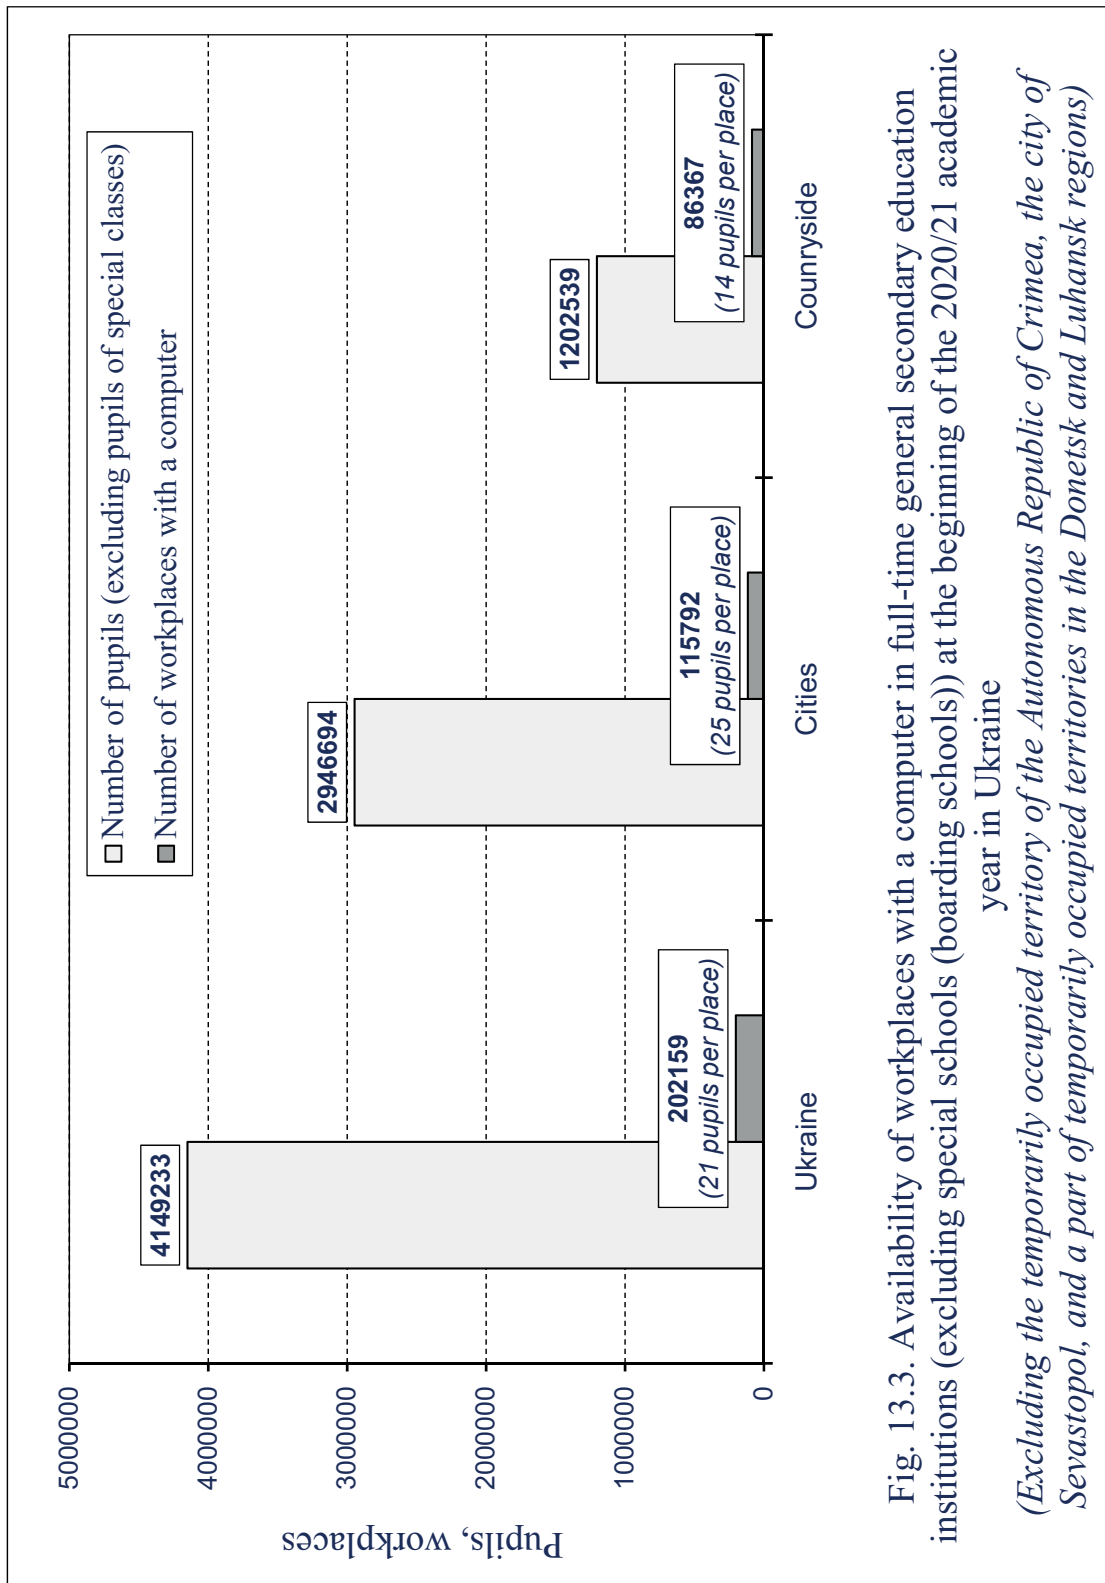 Number of pupils (excluding pupils of special classes)
Number of workplaces with a computer
Pupils, workplaces
5000000
4000000
3000000
2000000
1000000
0
4149233
202159
(21 pupils per place)
2946694
115792
(25 pupils per place)
1202539
86367
(14 pupils per place)
Ukraine
Cities
Counryside
Fig. 13.3. Availability of workplaces with a computer in full-time general secondary education
institutions (excluding special schools (boarding schools)) at the beginning of the 2020/21 academic
year in Ukraine
(Excluding the temporarily occupied territory of the Autonomous Republic of Crimea, the city of
Sevastopol, and a part of temporarily occupied territories in the Donetsk and Luhansk regions)